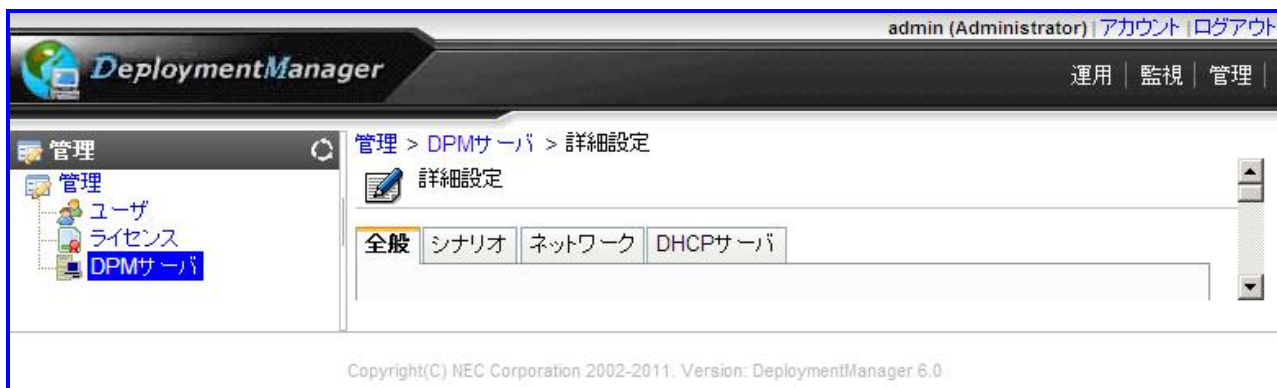 admin (Administrator) | アカウント | ログアウト
DeploymentManager
運用 | 監視 | 管理 |
管理
管理
ユーザ
ライセンス
DPMサーバ
管理 > DPMサーバ > 詳細設定
詳細設定
全般 シナリオ ネットワーク DHCPサーバ
Copyright(C) NEC Corporation 2002-2011. Version: DeploymentManager 6.0